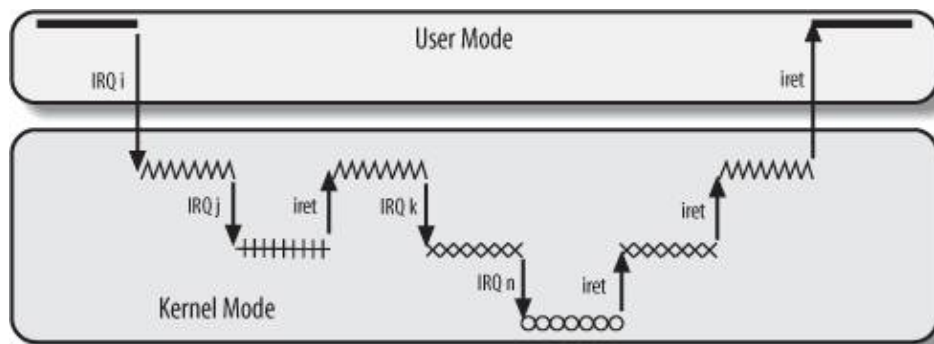 User Mode
IRQ i
iret
IRQ j
iret
IRQ k
iret
IRQ n
iret
Kernel Mode